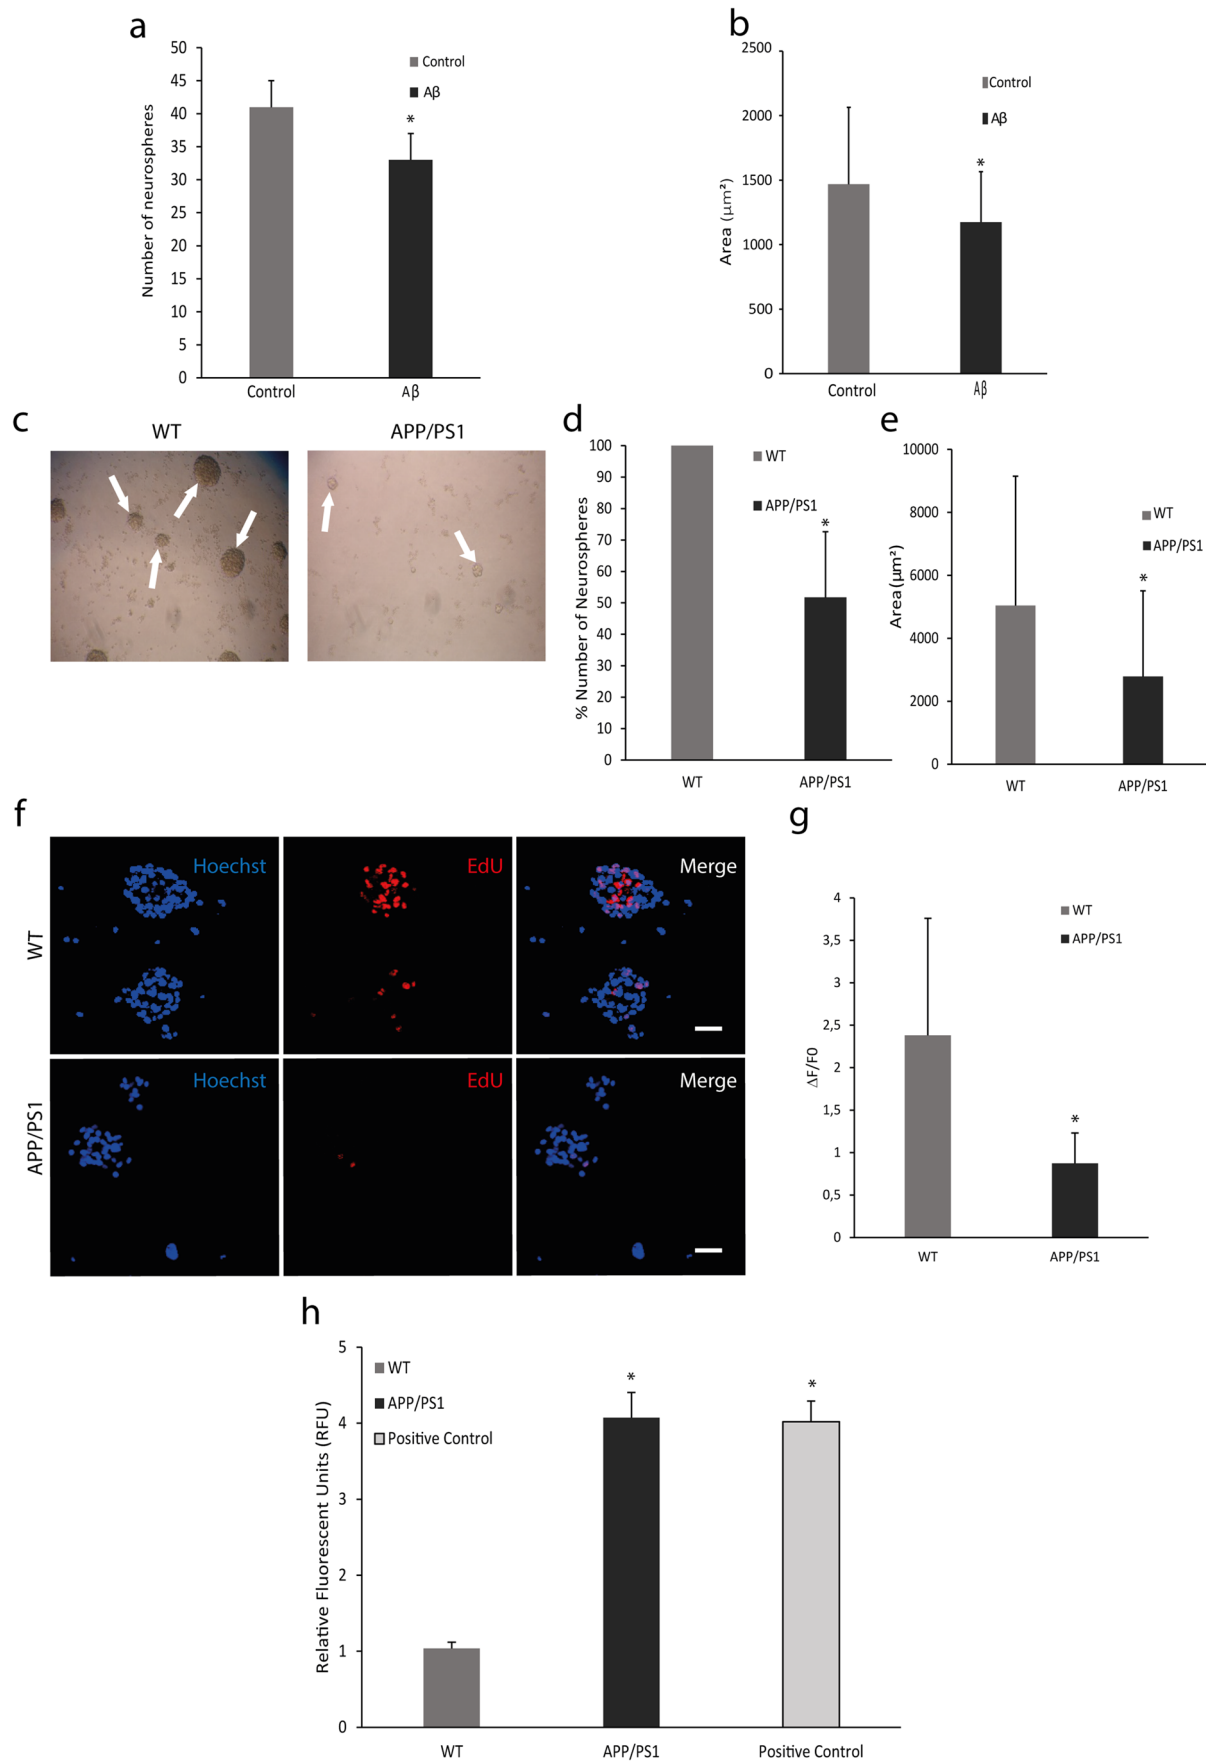 a
50
45
40
35
30
25
20
15
10
5
0
Number of neurospheres
Control
Aβ
*
Control
Aβ
b
2500
2000
1500
1000
500
0
Area (μm²)
Control
Aβ
*
Control
Aβ
c
WT
APP/PS1
d
100
90
80
70
60
50
40
30
20
10
0
% Number of Neurospheres
WT
APP/PS1
*
WT
APP/PS1
e
10000
8000
6000
4000
2000
0
Area(μm²)
WT
APP/PS1
*
WT
APP/PS1
f
WT
Hoechst
EdU
Merge
APP/PS1
Hoechst
EdU
Merge
g
4
3,5
3
2,5
2
1,5
1
0,5
0
ΔF/F0
WT
APP/PS1
*
WT
APP/PS1
h
5
4
3
2
1
0
Relative Fluorescent Units (RFU)
WT
APP/PS1
Positive Control
*
*
WT
APP/PS1
Positive Control